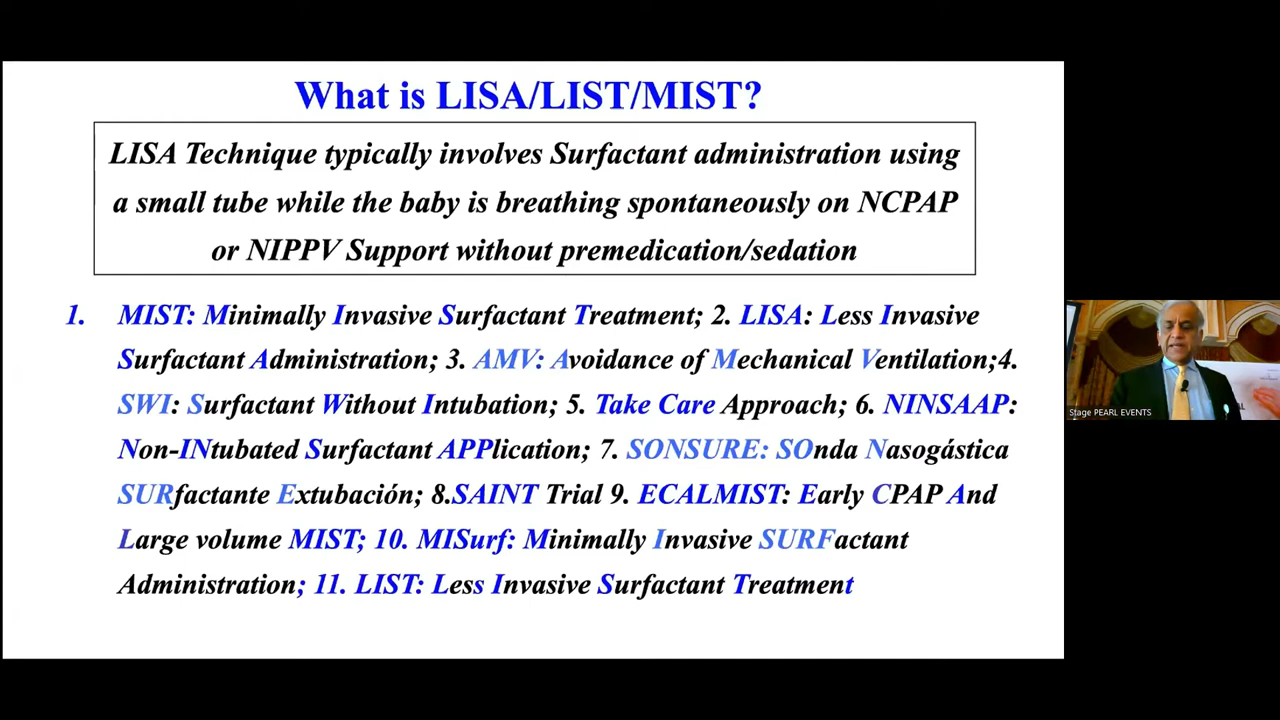 What is LISA/LIST/MIST?
LISA Technique typically involves Surfactant administration using
a small tube while the baby is breathing spontaneously on NCPAP
or NIPPV Support without premedication/sedation
1. MIST: Minimally Invasive Surfactant Treatment; 2. LISA: Less Invasive
Surfactant Administration; 3. AMV: Avoidance of Mechanical Ventilation;4.
SWI: Surfactant Without Intubation; 5. Take Care Approach; 6. NINSAAP:
Non-INtubated Surfactant APPlication; 7. SONSURE: SOnda Nasogástica
SURfactante Extubación; 8.SAINT Trial 9. ECALMIST: Early CPAP And
Large volume MIST; 10. MISurf: Minimally Invasive SURFactant
Administration; 11. LIST: Less Invasive Surfactant Treatment
Stage PEARL EVENTS